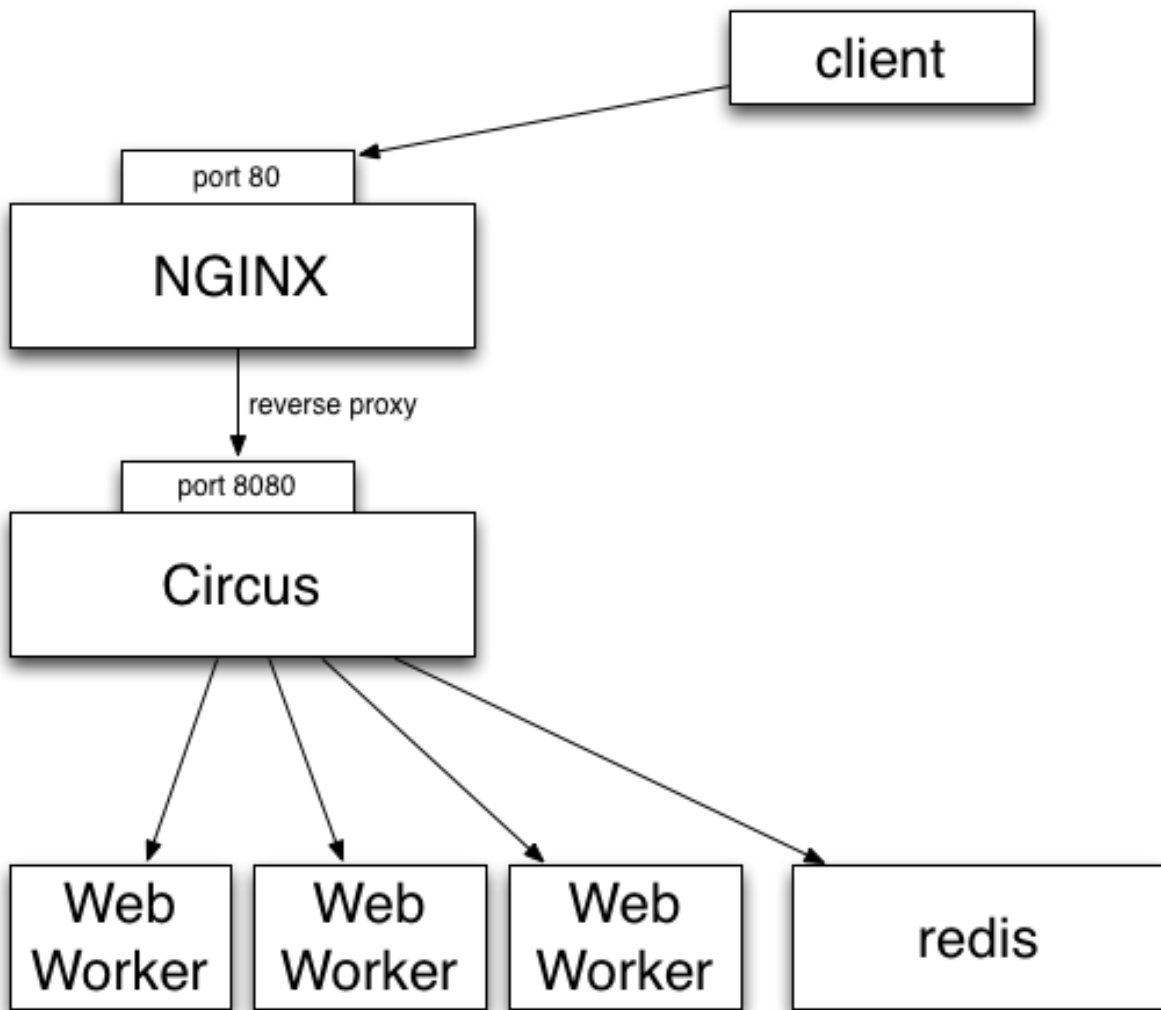 client
port 80
NGINX
reverse proxy
port 8080
Circus
Web
Worker
Web
Worker
Web
Worker
redis